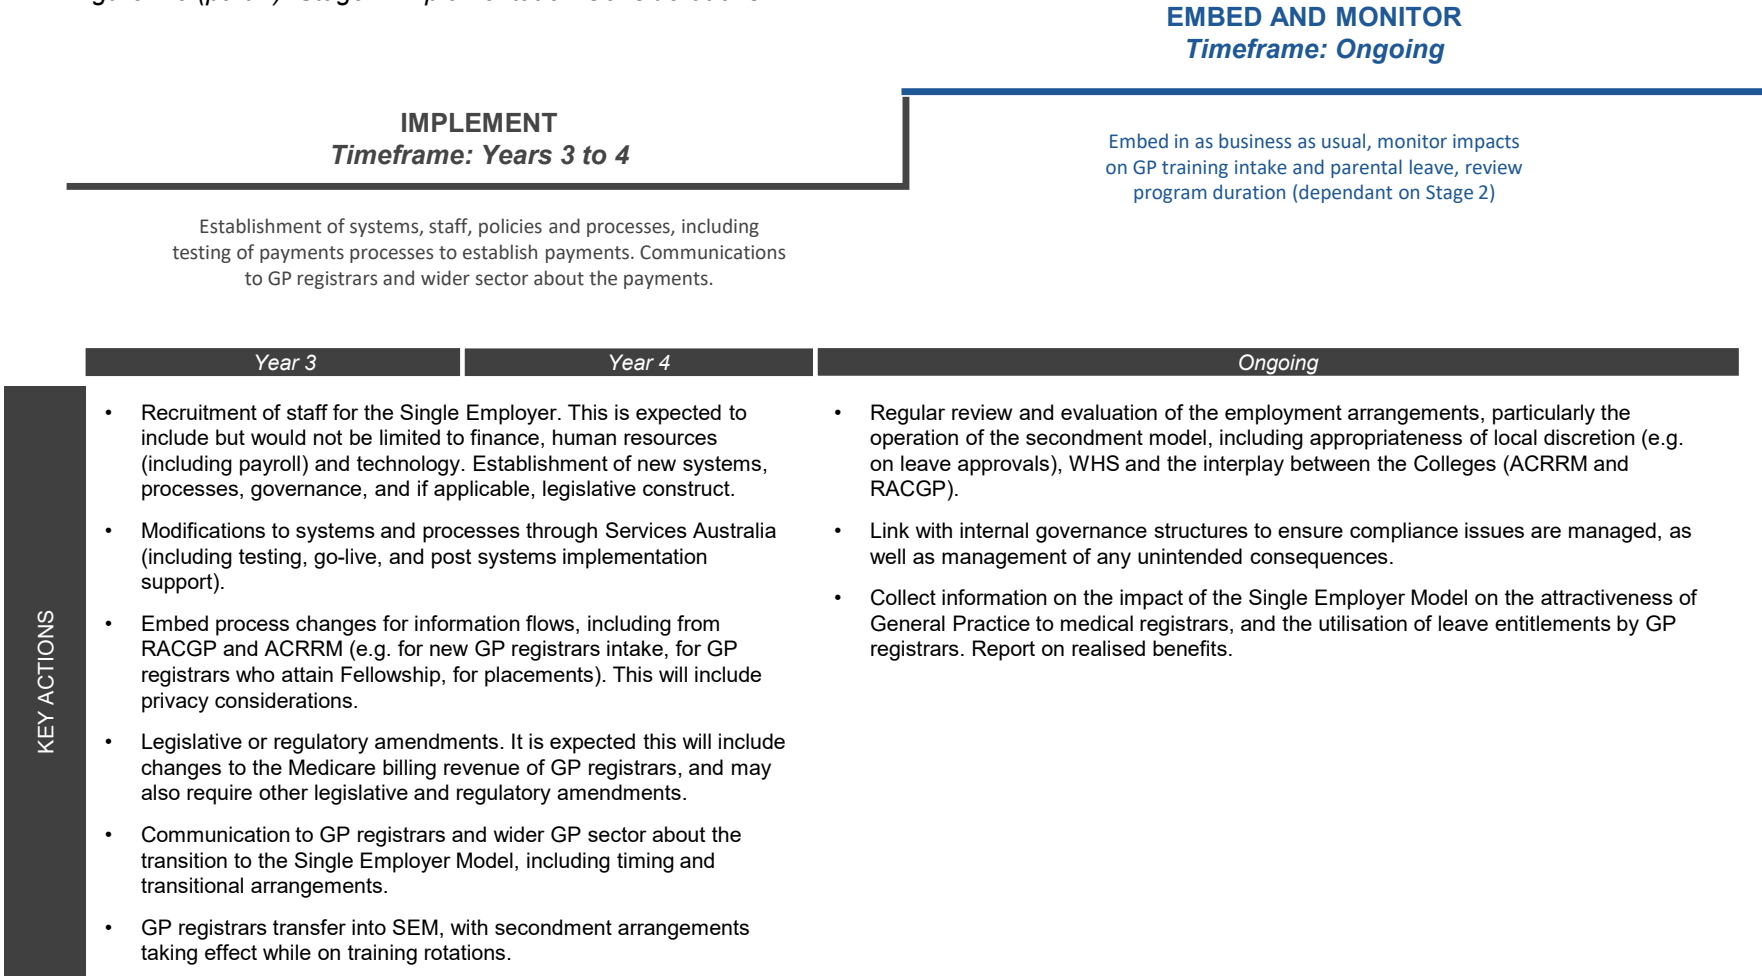 EMBED AND MONITOR
Timeframe: Ongoing
IMPLEMENT
Timeframe: Years 3 to 4
Embed in as business as usual, monitor impacts
on GP training intake and parental leave, review
program duration (dependant on Stage 2)
Establishment of systems, staff, policies and processes, including
testing of payments processes to establish payments. Communications
to GP registrars and wider sector about the payments.
Year 3
Year 4
Ongoing
KEY ACTIONS
• Recruitment of staff for the Single Employer. This is expected to
include but would not be limited to finance, human resources
(including payroll) and technology. Establishment of new systems,
processes, governance, and if applicable, legislative construct.
• Modifications to systems and processes through Services Australia
(including testing, go-live, and post systems implementation
support).
• Embed process changes for information flows, including from
RACGP and ACRRM (e.g. for new GP registrars intake, for GP
registrars who attain Fellowship, for placements). This will include
privacy considerations.
• Legislative or regulatory amendments. It is expected this will include
changes to the Medicare billing revenue of GP registrars, and may
also require other legislative and regulatory amendments.
• Communication to GP registrars and wider GP sector about the
transition to the Single Employer Model, including timing and
transitional arrangements.
• GP registrars transfer into SEM, with secondment arrangements
taking effect while on training rotations.
• Regular review and evaluation of the employment arrangements, particularly the
operation of the secondment model, including appropriateness of local discretion (e.g.
on leave approvals), WHS and the interplay between the Colleges (ACRRM and
RACGP).
• Link with internal governance structures to ensure compliance issues are managed, as
well as management of any unintended consequences.
• Collect information on the impact of the Single Employer Model on the attractiveness of
General Practice to medical registrars, and the utilisation of leave entitlements by GP
registrars. Report on realised benefits.